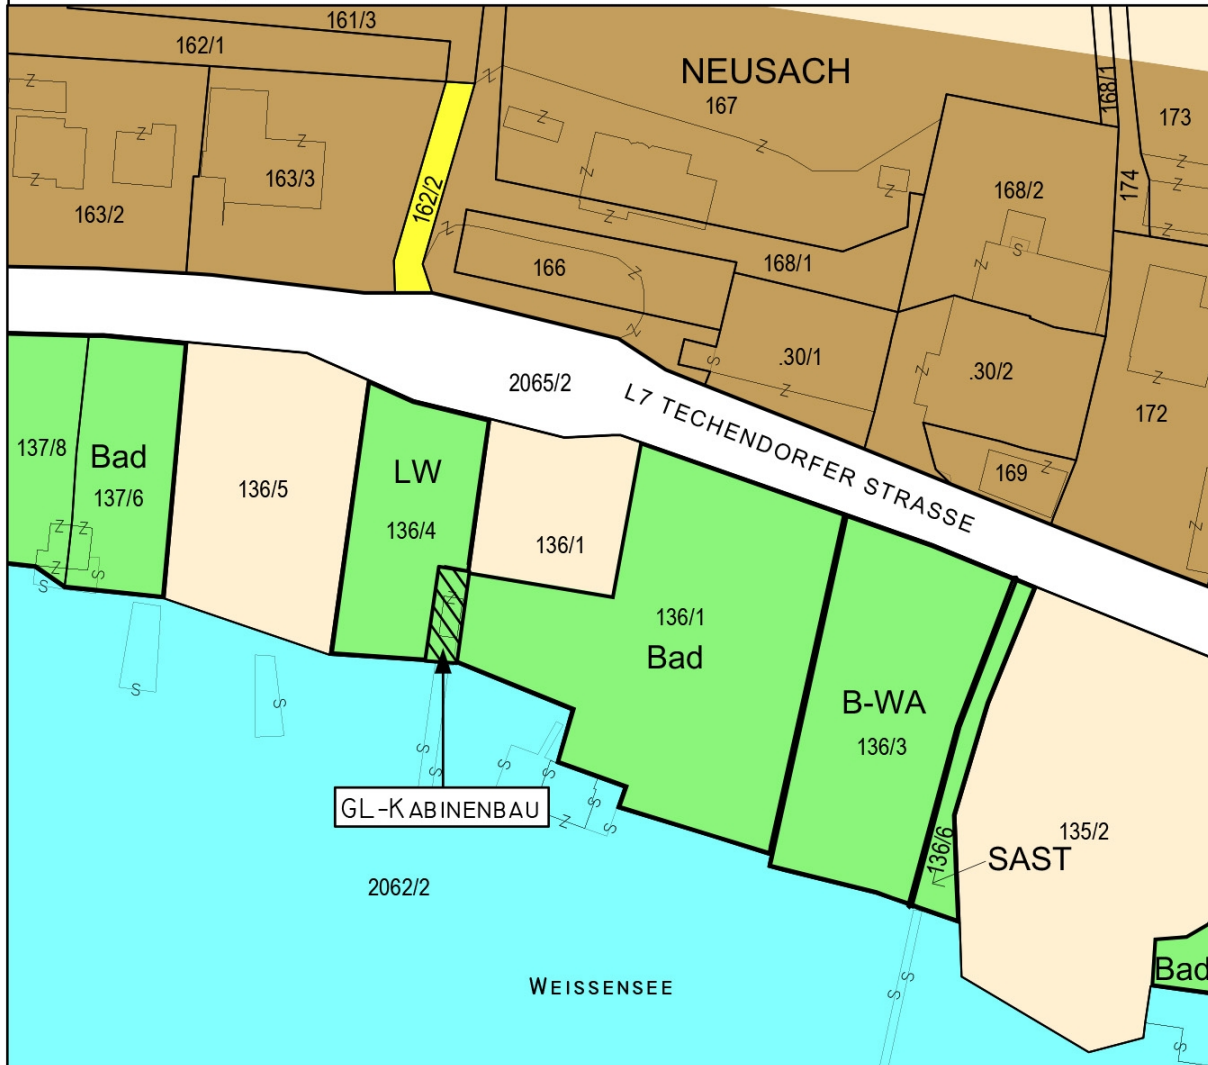 161/3
162/1
NEUSACH
167
168/1
173
163/3
162/2
163/2
168/2
174
166
168/1
.30/1
.30/2
2065/2
L7 TECHENDORFER STRASSE
172
137/8
Bad
137/6
136/5
LW
136/4
136/1
169
136/1
Bad
B-WA
136/3
GL-KABINENBAU
136/6
SAST
135/2
2062/2
WEISSENSEE
Bad